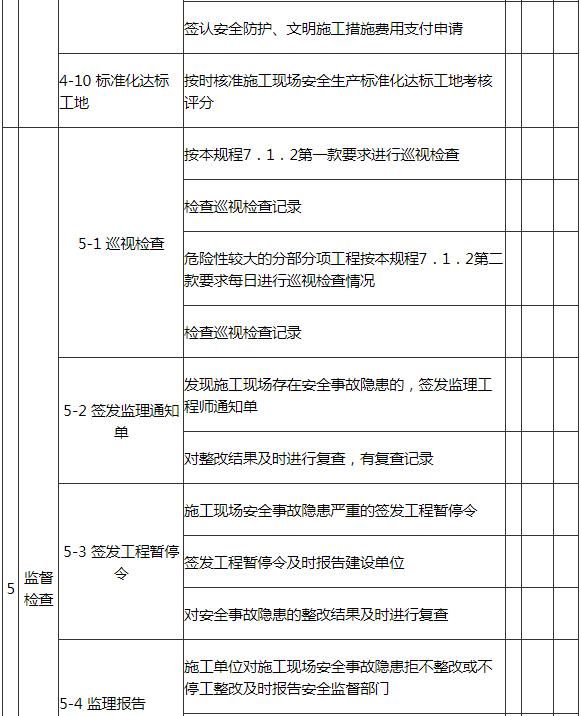 签认安全防护、文明施工措施费用支付申请
4-10 标准化达标
工地
按时核准施工现场安全生产标准化达标工地考核
评分
5
监督
检查
5-1 巡视检查
按本规程7．1．2第一款要求进行巡视检查
检查巡视检查记录
危险性较大的分部分项工程按本规程7．1．2第二
款要求每日进行巡视检查情况
检查巡视检查记录
5-2 签发监理通知
单
发现施工现场存在安全事故隐患的，签发监理工
程师通知单
对整改结果及时进行复查，有复查记录
5-3 签发工程暂停
令
施工现场安全事故隐患严重的签发工程暂停令
签发工程暂停令及时报告建设单位
对安全事故隐患的整改结果及时进行复查
5-4 监理报告
施工单位对施工现场安全事故隐患拒不整改或不
停工整改及时报告安全监督部门